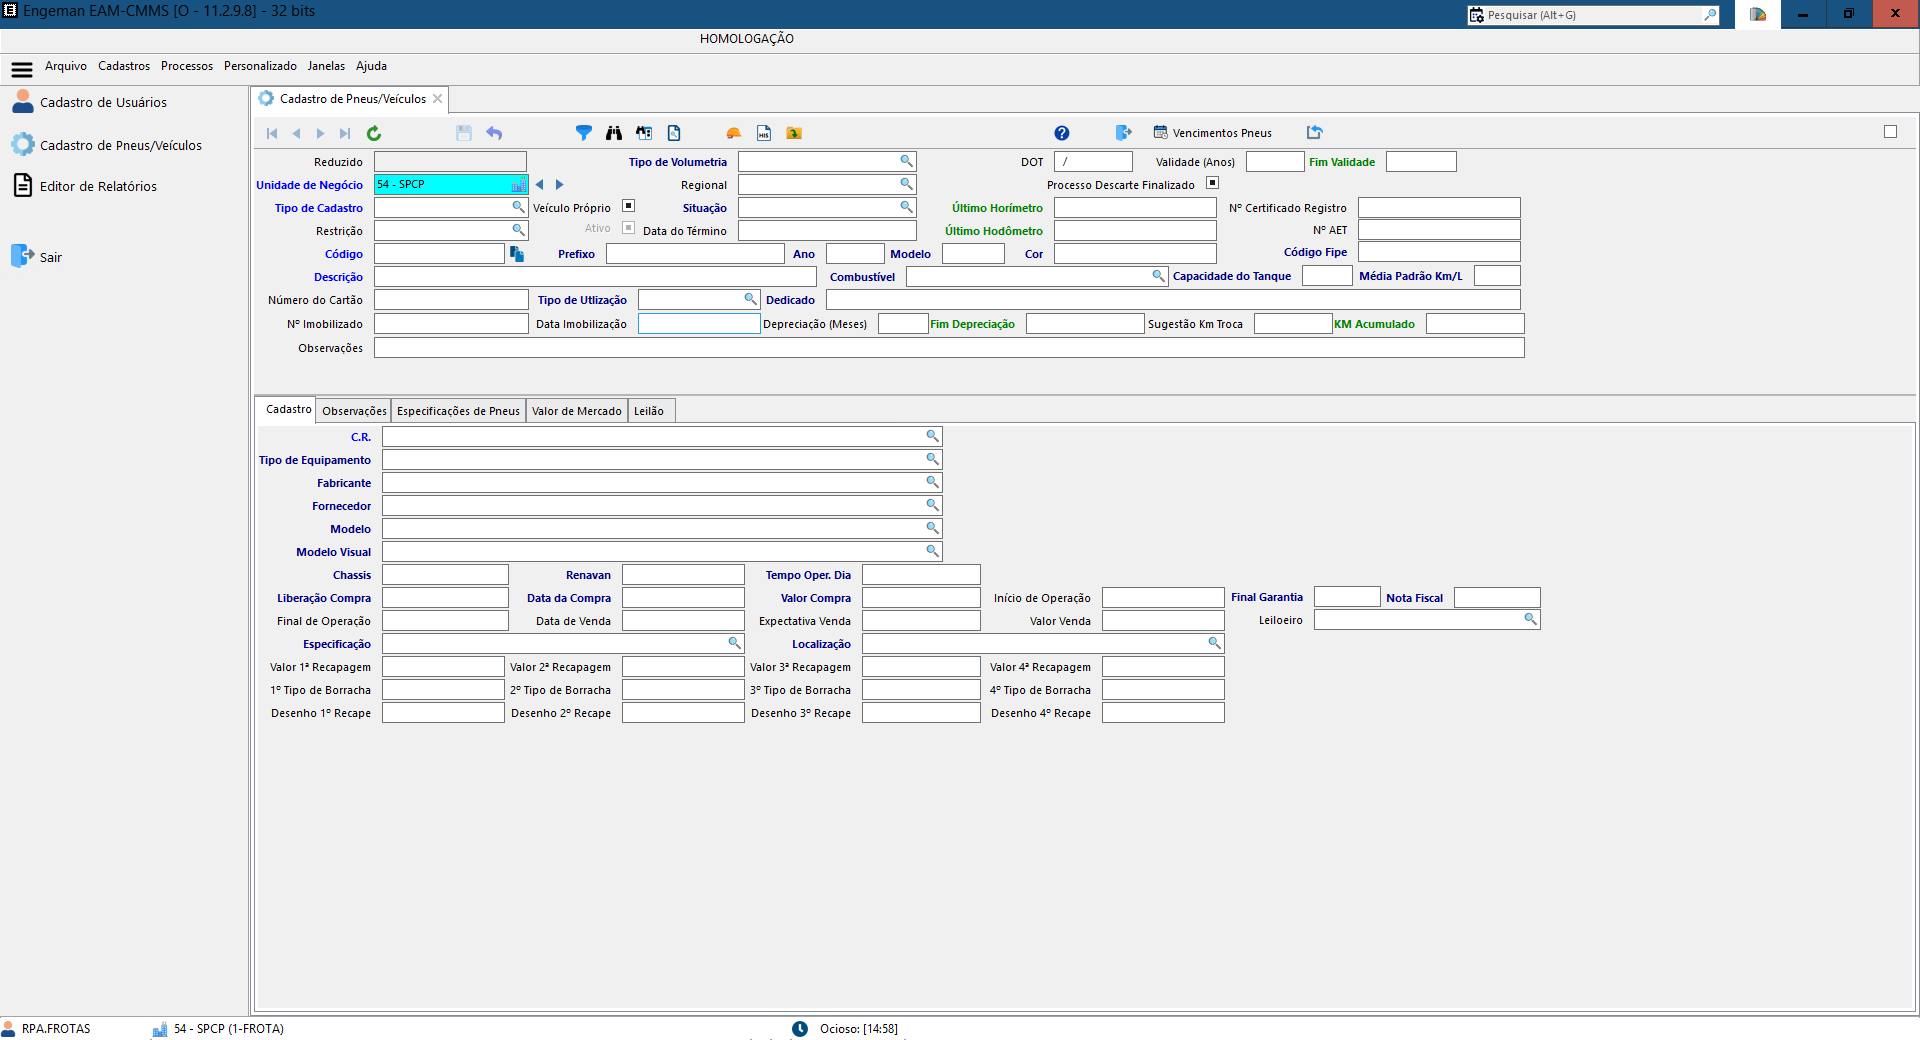 Engeman EAM-CMMS [O - 11.2.9.8] - 32 bits
Pesquisar (Alt+G)
HOMOLOGAÇÃO
Arquivo Cadastros Processos Personalizado Janelas Ajuda
Cadastro de Usuários
Cadastro de Pneus/Veículos
Editor de Relatórios
Sair
Cadastro de Pneus/Veículos
HIS
Vencimentos Pneus
Reduzido Tipo de Volumetria DOT / Validade (Anos) Fim Validade
Unidade de Negócio 54 - SPCP Regional Processo Descarte Finalizado
Tipo de Cadastro Veículo Próprio Situação Último Horímetro Nº Certificado Registro
Restrição Ativo Data do Término Último Hodômetro Nº AET
Código Prefixo Ano Modelo Cor Código Fipe
Descrição Combustível Capacidade do Tanque Média Padrão Km/L
Número do Cartão Tipo de Utlização Dedicado
Nº Imobilizado Data Imobilização Depreciação (Meses) Fim Depreciação Sugestão Km Troca KM Acumulado
Observações
Cadastro Observações Especificações de Pneus Valor de Mercado Leilão
C.R.
Tipo de Equipamento
Fabricante
Fornecedor
Modelo
Modelo Visual
Chassis Renavan Tempo Oper. Dia
Liberação Compra Data da Compra Valor Compra Início de Operação Final Garantia Nota Fiscal
Final de Operação Data de Venda Expectativa Venda Valor Venda Leiloeiro
Especificação Localização
Valor 1ª Recapagem Valor 2ª Recapagem Valor 3ª Recapagem Valor 4ª Recapagem
1º Tipo de Borracha 2º Tipo de Borracha 3º Tipo de Borracha 4º Tipo de Borracha
Desenho 1º Recape Desenho 2º Recape Desenho 3º Recape Desenho 4º Recape
RPA.FROTAS 54 - SPCP (1-FROTA) Ocioso: [14:58]